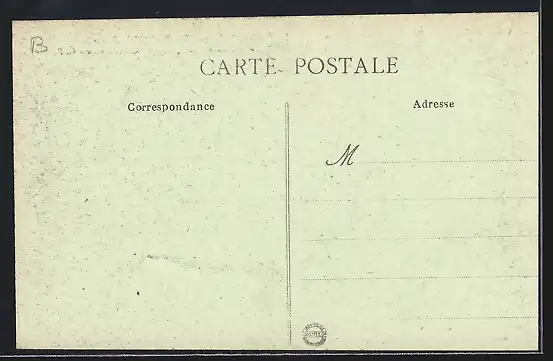 B
CARTE POSTALE
Correspondance
Adresse
M